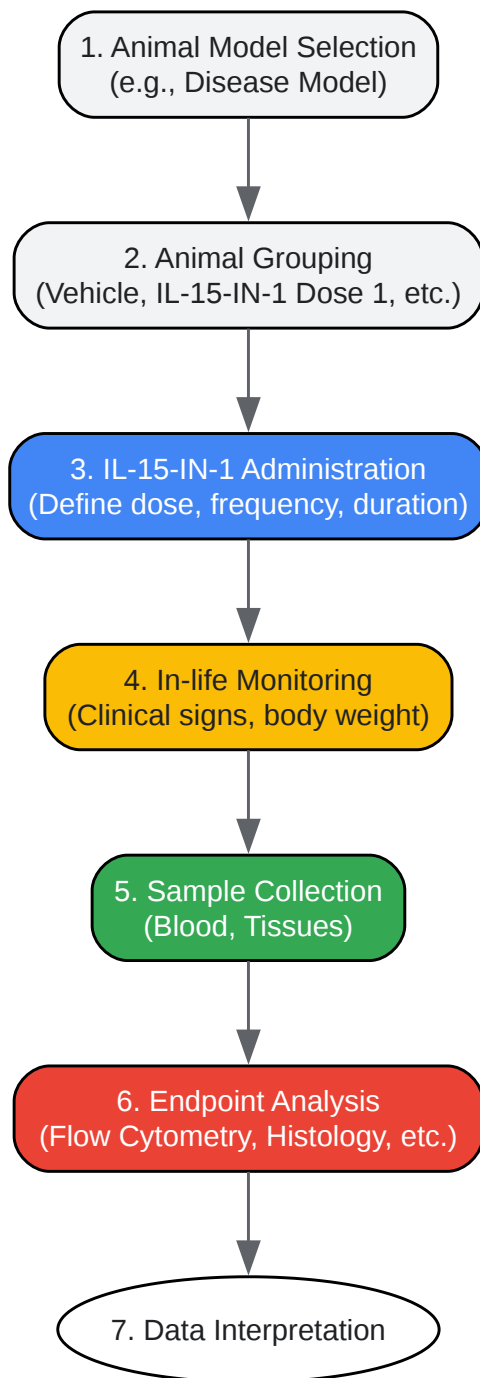 1. Animal Model Selection
(e.g., Disease Model)
2. Animal Grouping
(Vehicle, IL-15-IN-1 Dose 1, etc.)
3. IL-15-IN-1 Administration
(Define dose, frequency, duration)
4. In-life Monitoring
(Clinical signs, body weight)
5. Sample Collection
(Blood, Tissues)
6. Endpoint Analysis
(Flow Cytometry, Histology, etc.)
7. Data Interpretation